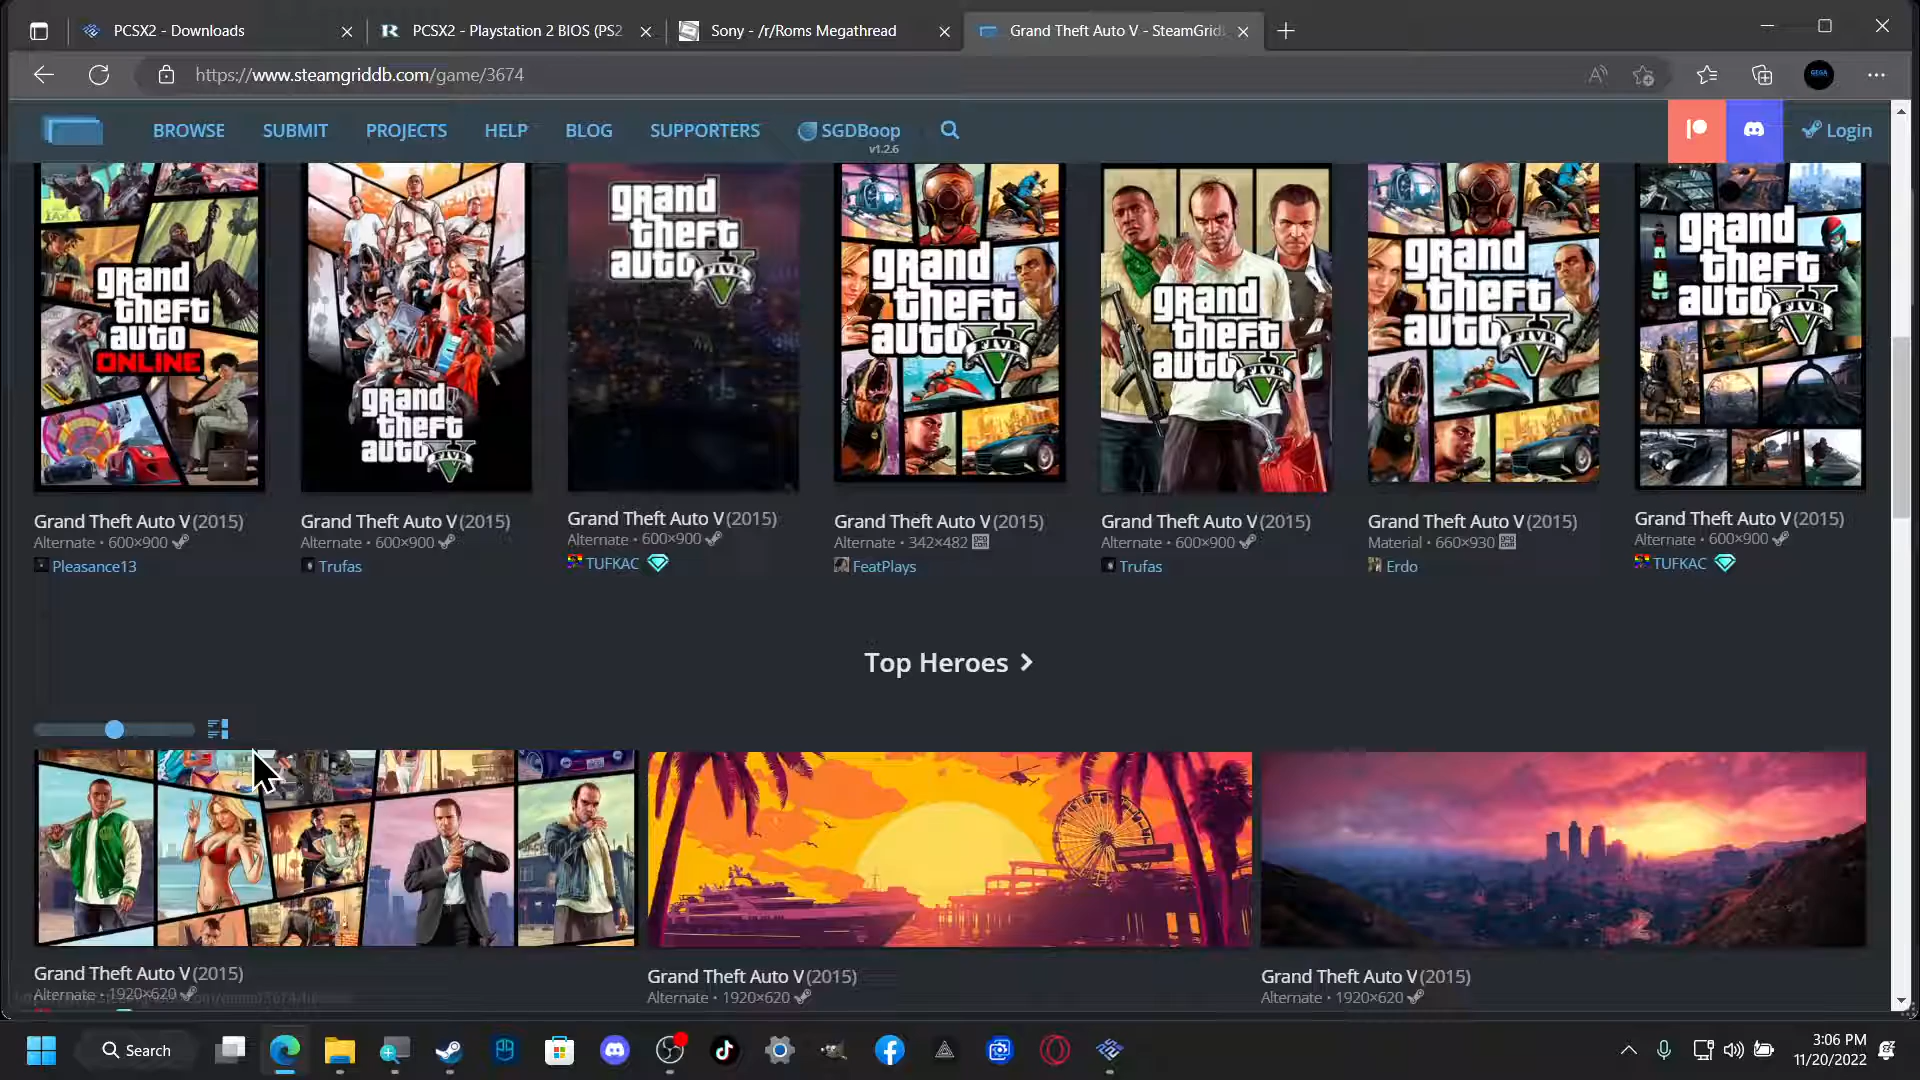 PCSX2 - Downloads
PCSX2 - Playstation 2 BIOS (PS2
Sony - /r/Roms Megathread
Grand Theft Auto V - SteamGrid
https://www.steamgriddb.com/game/3674
GEGA
BROWSE
SUBMIT
PROJECTS
HELP
BLOG
SUPPORTERS
SGDBoop
v1.2.6
Login
grand
theft
auto
ONLINE
grand
theft
auto
FIVE
grand
theft
auto
FIVE
grand
theft
auto
FIVE
grand
theft
auto
FIVE
grand
theft
auto
FIVE
grand
theft
auto
FIVE
Grand Theft Auto V (2015)
Alternate • 600×900
Pleasance13
Grand Theft Auto V (2015)
Alternate • 600×900
Trufas
Grand Theft Auto V (2015)
Alternate • 600×900
TUFKAC
Grand Theft Auto V (2015)
Alternate • 342×482
FeatPlays
Grand Theft Auto V (2015)
Alternate • 600×900
Trufas
Grand Theft Auto V (2015)
Material • 660×930
Erdo
Grand Theft Auto V (2015)
Alternate • 600×900
TUFKAC
Top Heroes
Grand Theft Auto V (2015)
Alternate • 1920×620
Grand Theft Auto V (2015)
Alternate • 1920×620
Grand Theft Auto V (2015)
Alternate • 1920×620
Search
3:06 PM
11/20/2022